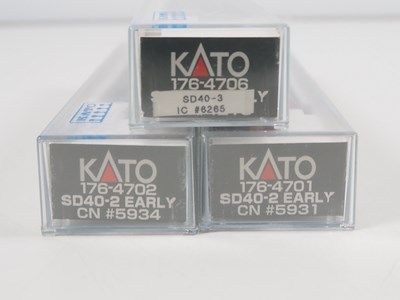 KATO
176-4706
SD40-3
IC #6265
KATO
176-4702
SD40-2 EARLY
CN #5934
KATO
176-4701
SD40-2 EARLY
CN #5931